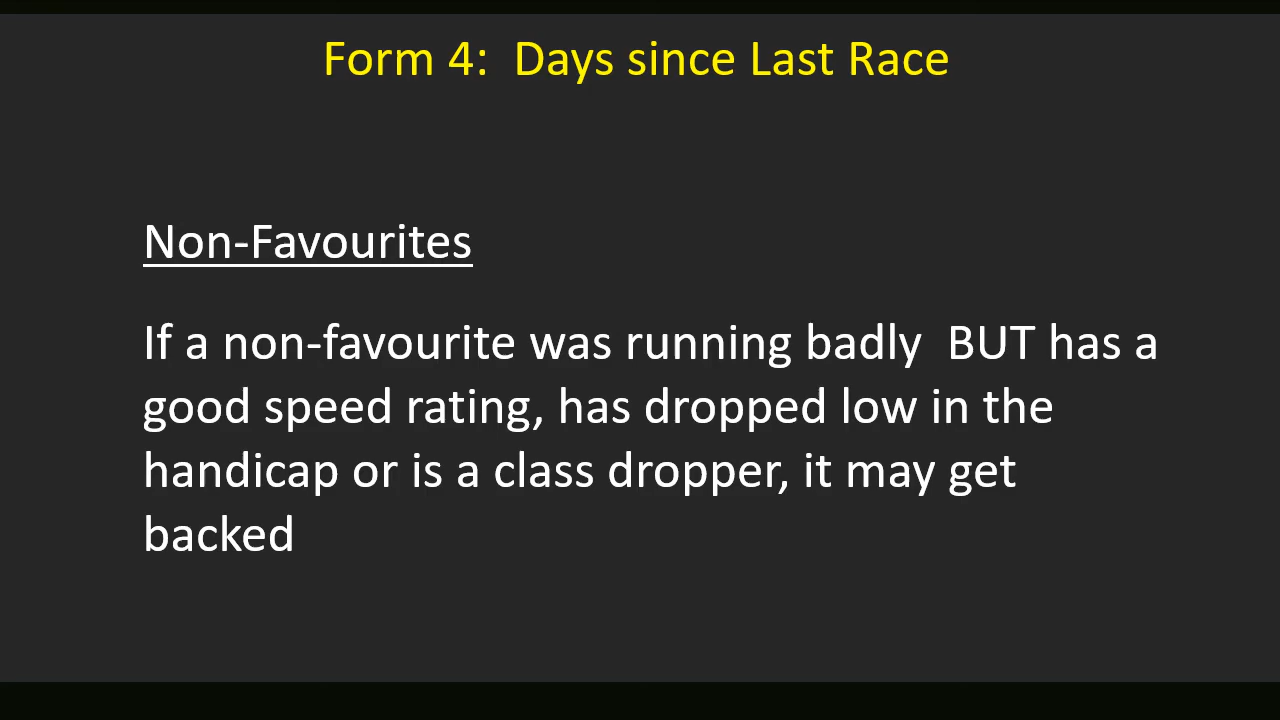 Form 4:  Days since Last Race
Non-Favourites
If a non-favourite was running badly  BUT has a
good speed rating, has dropped low in the
handicap or is a class dropper, it may get
backed